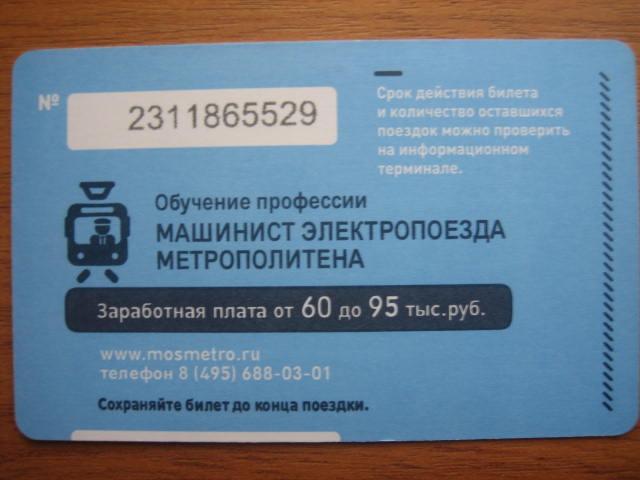 № 2311865529
Срок действия билета
и количество оставшихся
поездок можно проверить
на информационном
терминале.
Обучение профессии
МАШИНИСТ ЭЛЕКТРОПОЕЗДА
МЕТРОПОЛИТЕНА
Заработная плата от 60 до 95 тыс.руб.
www.mosmetro.ru
телефон 8 (495) 688-03-01
Сохраняйте билет до конца поездки.